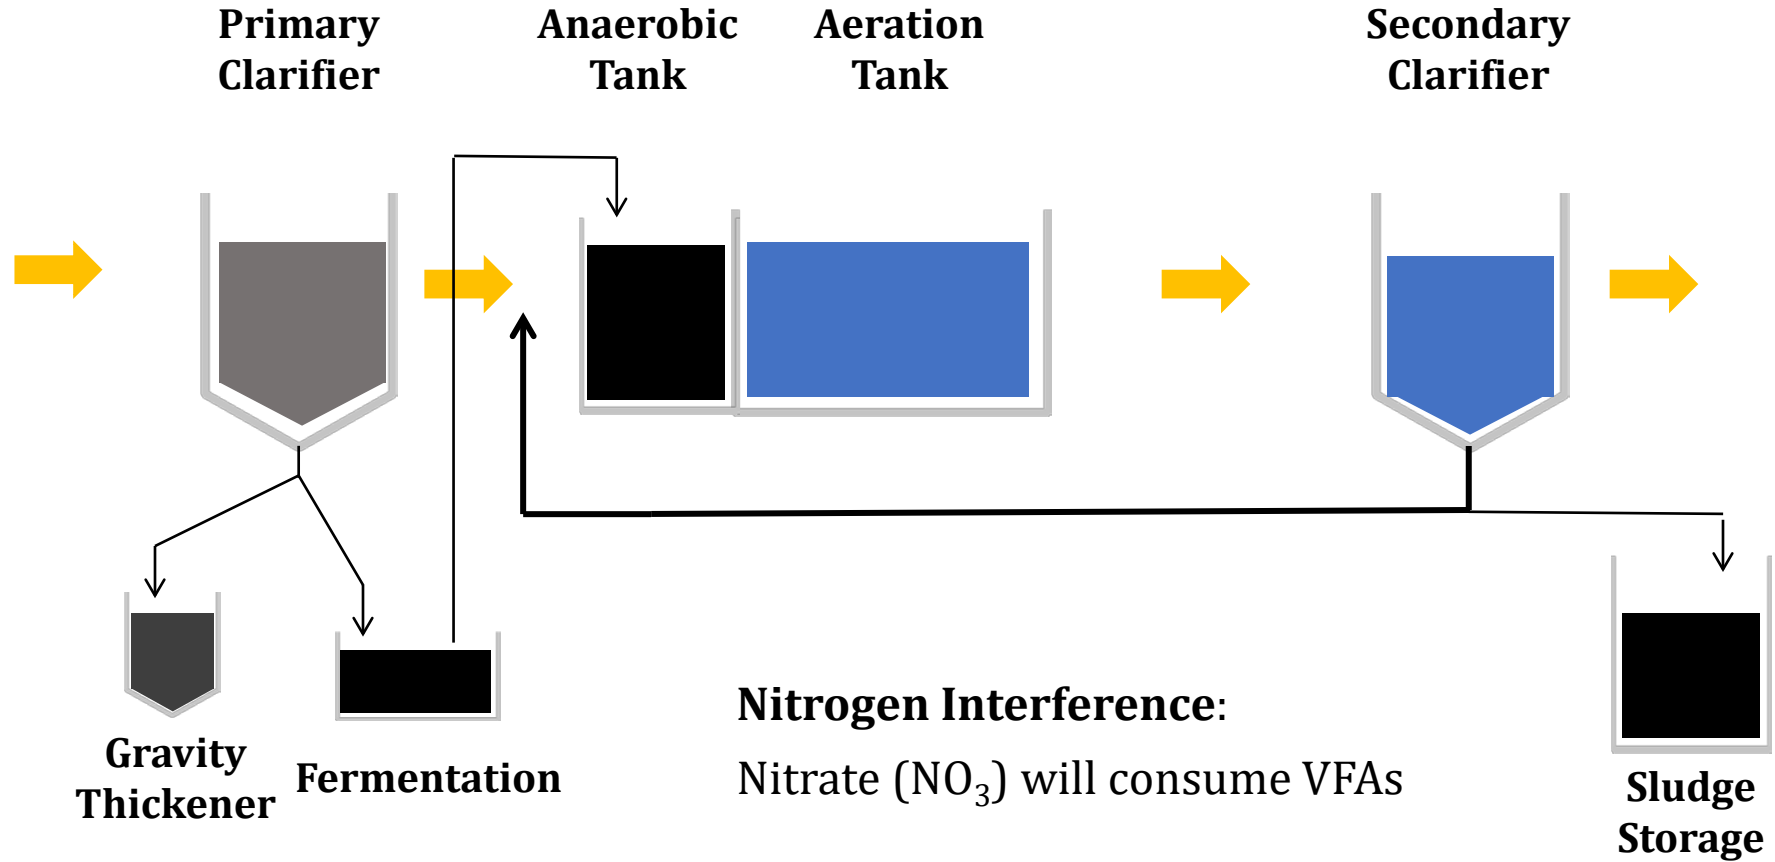 Primary
Clarifier
Anaerobic
Tank
Aeration
Tank
Secondary
Clarifier
Gravity
Thickener
Fermentation
Nitrogen Interference:
Nitrate (NO₃) will consume VFAs
Sludge
Storage